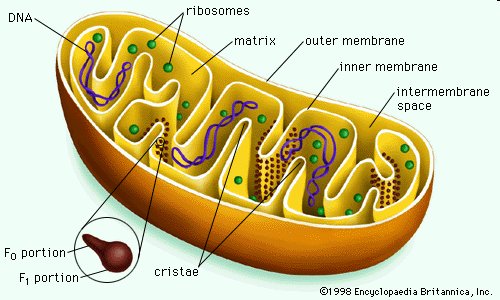 DNA
ribosomes
matrix
outer membrane
inner membrane
intermembrane
space
F0 portion
F1 portion
cristae
©1998 Encyclopaedia Britannica, Inc.